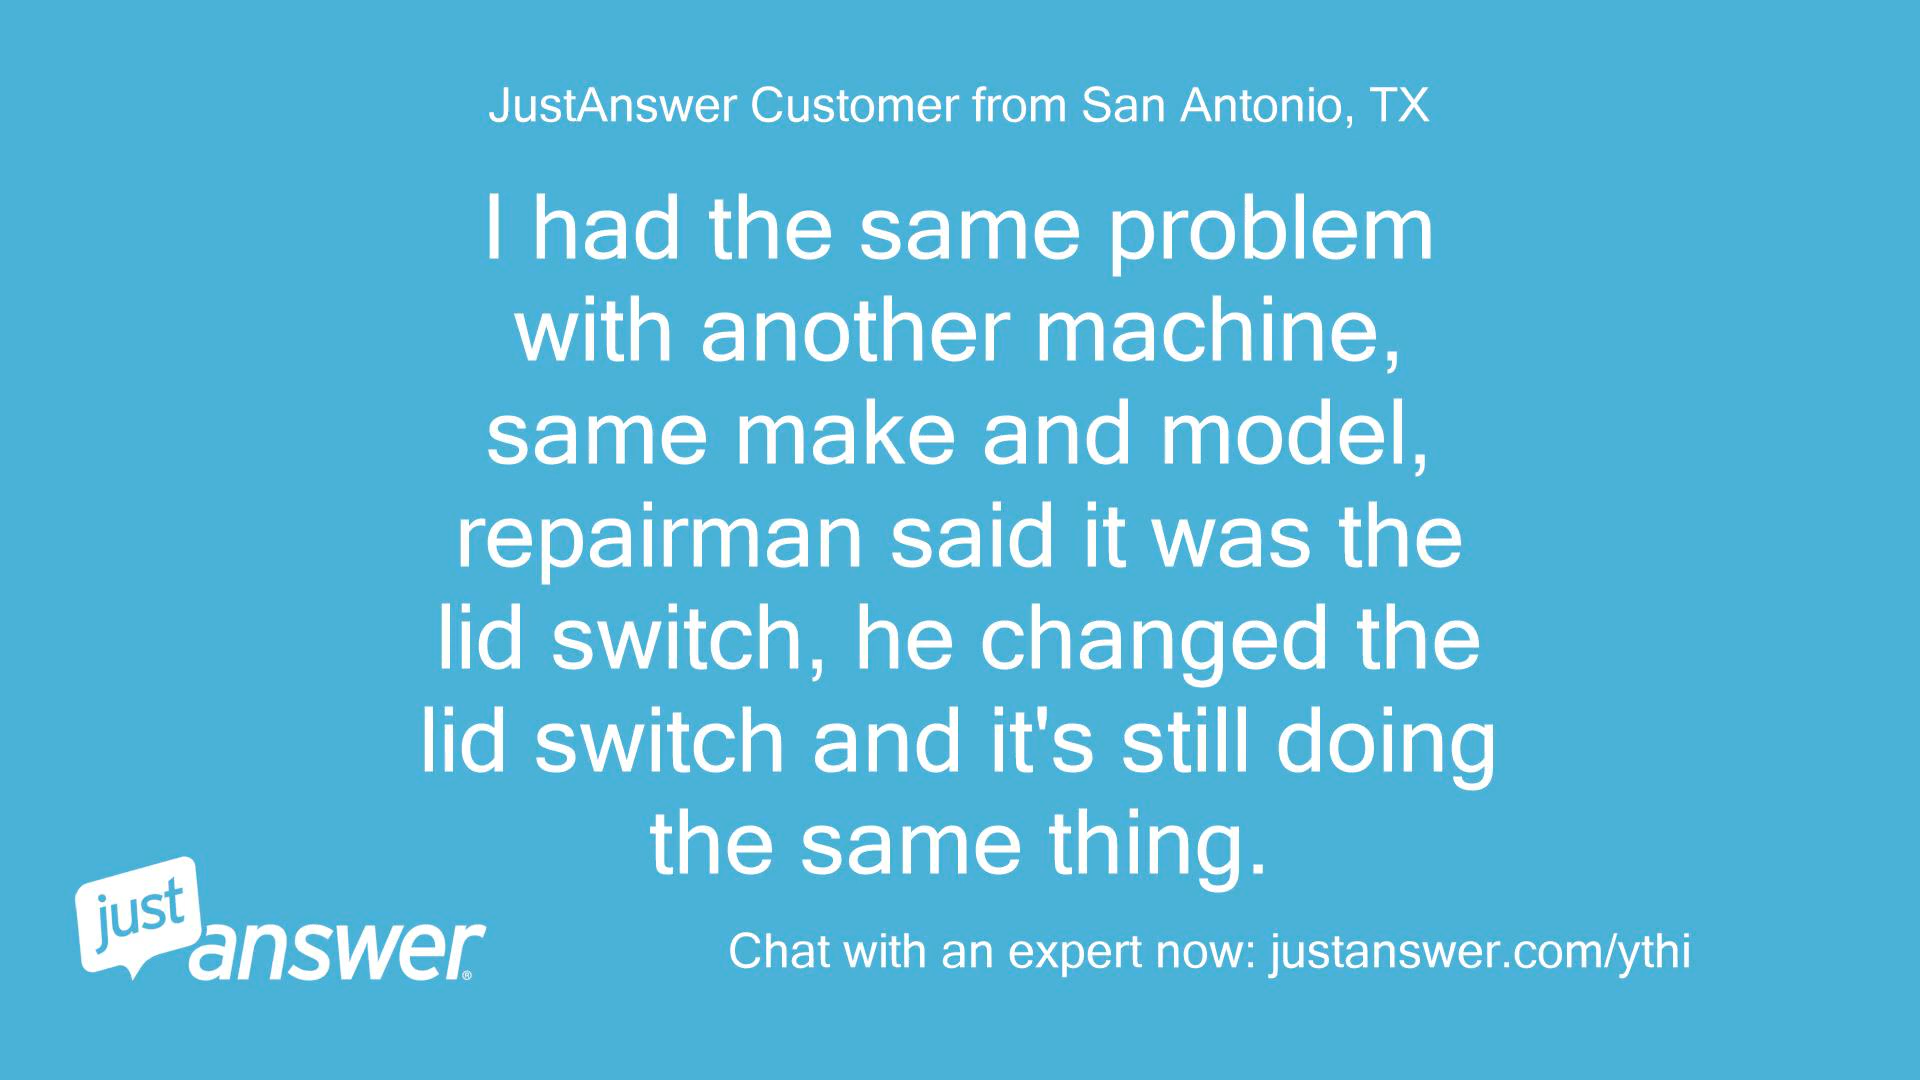 JustAnswer Customer from San Antonio, TX
I had the same problem
with another machine,
same make and model,
repairman said it was the
lid switch, he changed the
lid switch and it's still doing
the same thing.
just
answer®
Chat with an expert now: justanswer.com/ythi